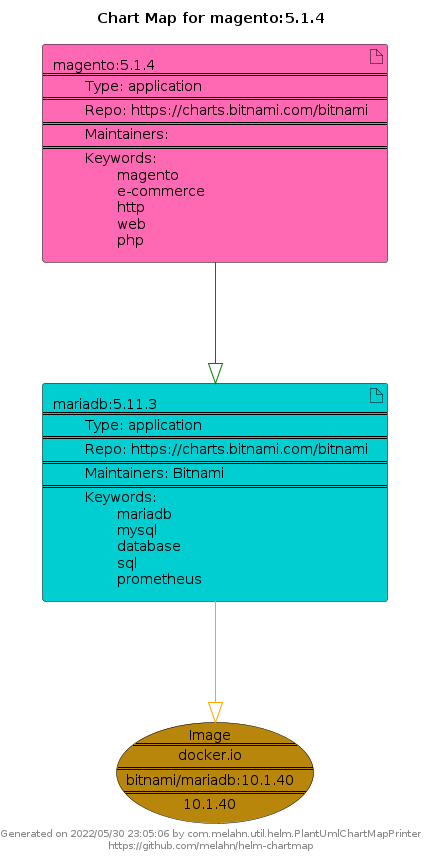 Chart Map for magento:5.1.4
magento:5.1.4
Type: application
Repo: https://charts.bitnami.com/bitnami
Maintainers:
Keywords:
magento
e-commerce
http
web
php
mariadb:5.11.3
Type: application
Repo: https://charts.bitnami.com/bitnami
Maintainers: Bitnami
Keywords:
mariadb
mysql
database
sql
prometheus
Image
docker.io
bitnami/mariadb:10.1.40
10.1.40
Generated on 2022/05/30 23:05:06 by com.melahn.util.helm.PlantUmlChartMapPrinter
https://github.com/melahn/helm-chartmap